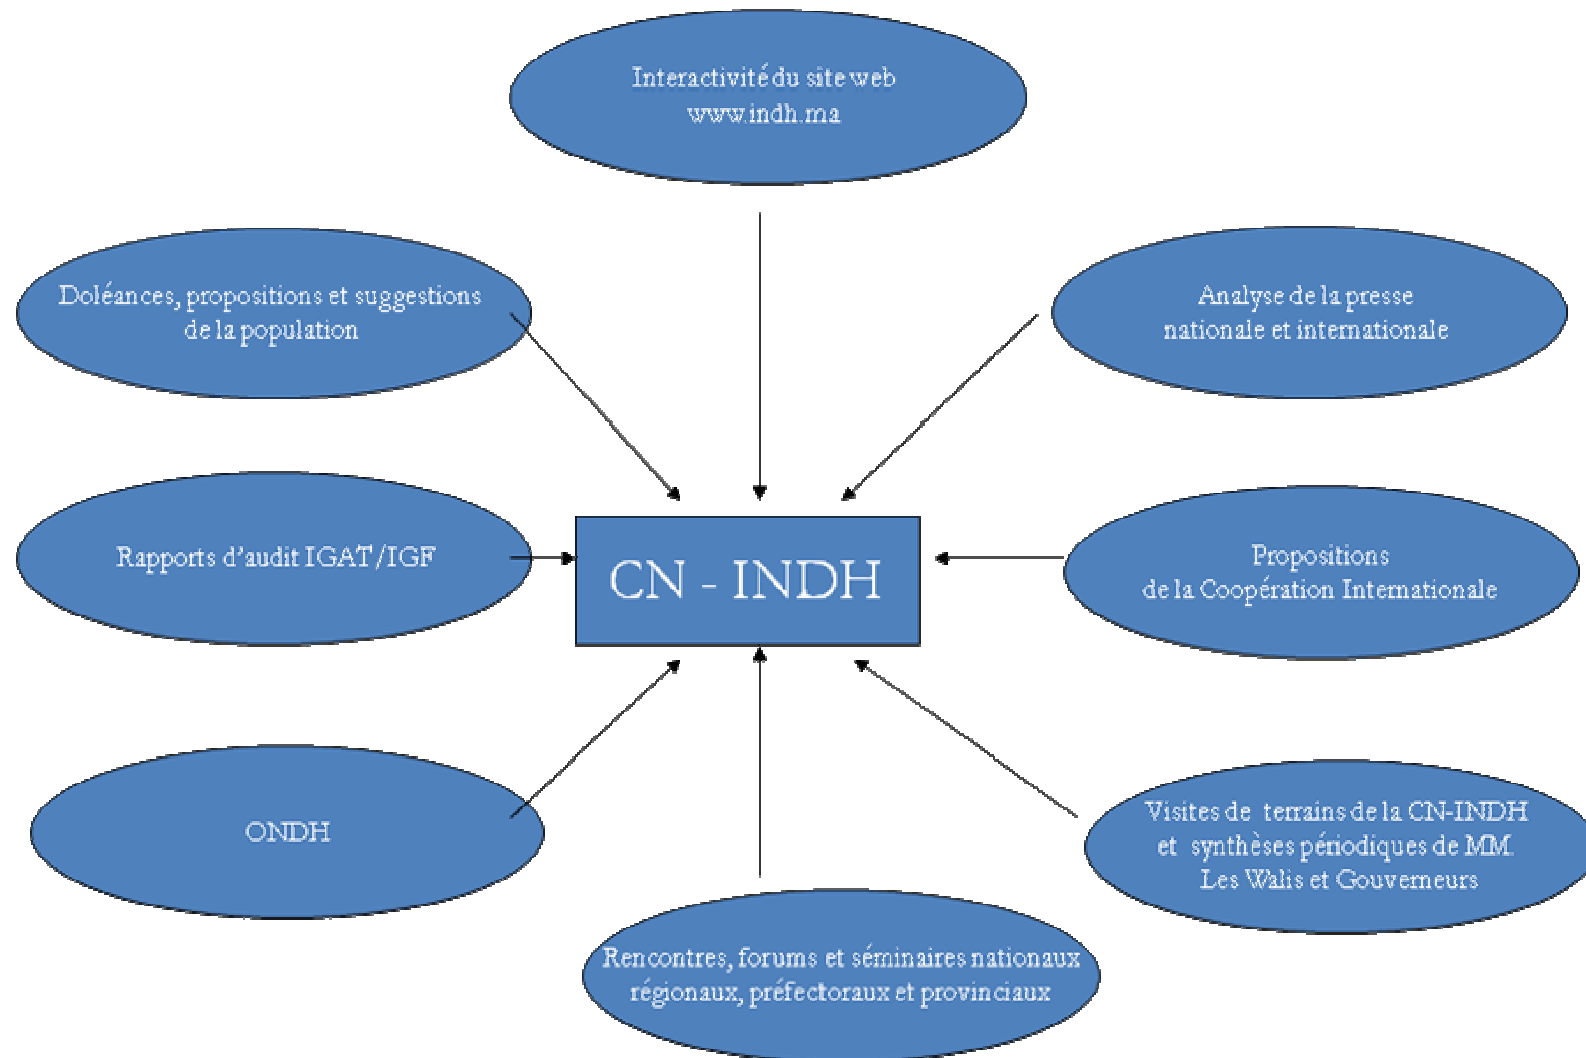 Interactivité du site web
www.indh.ma
Doléances, propositions et suggestions
de la population
Analyse de la presse
nationale et internationale
Rapports d'audit IGAT/IGF
CN - INDH
Propositions
de la Coopération Internationale
ONDH
Visites de terrains de la CN-INDH
et synthèses périodiques de MM.
Les Walis et Gouverneurs
Rencontres, forums et séminaires nationaux
régionaux, préfectoraux et provinciaux